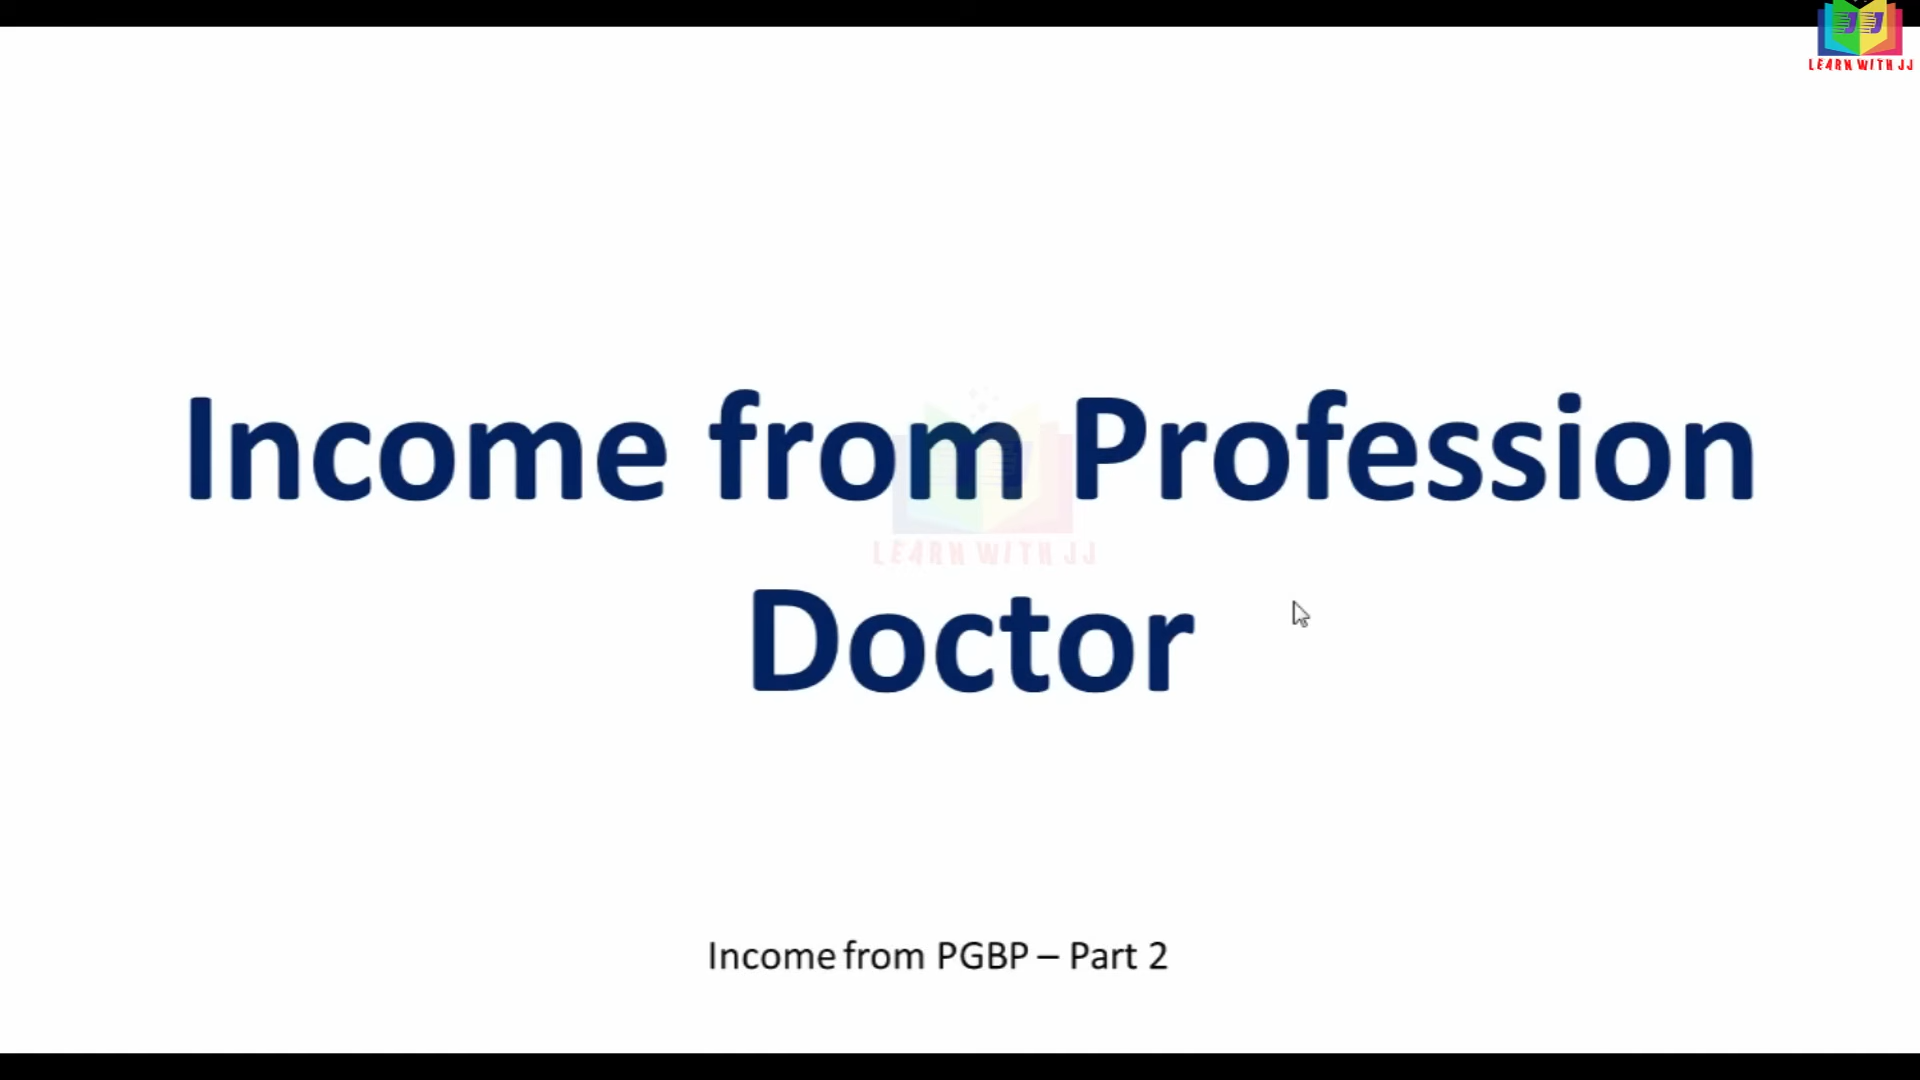 LEARN WITH JJ
Income from Profession
LEARN WITH JJ
Doctor
Income from PGBP – Part 2